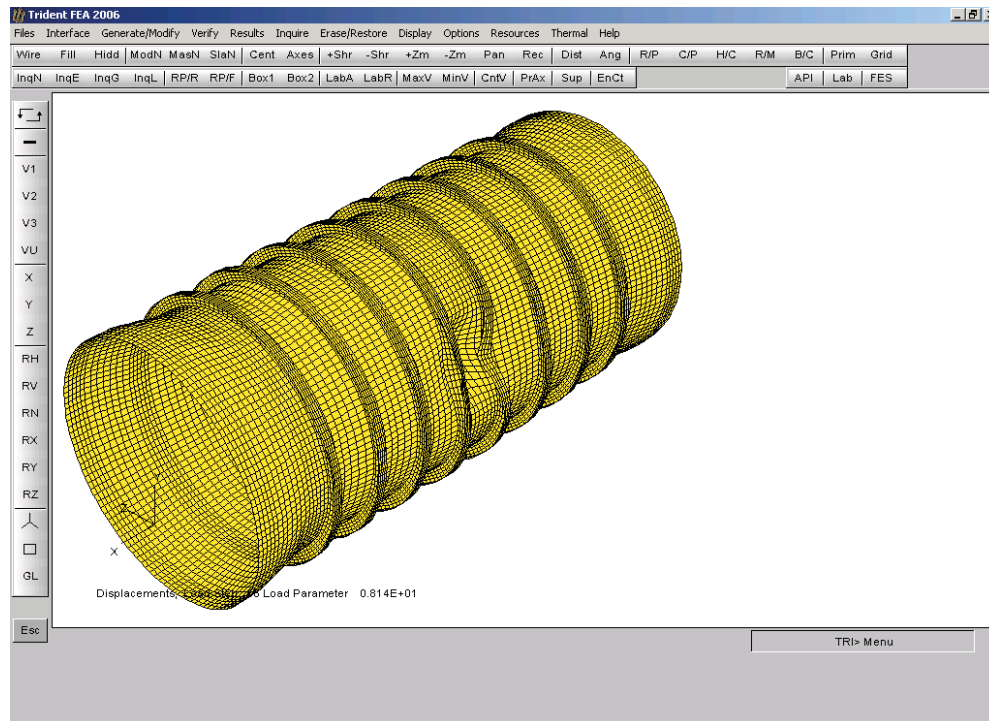 Trident FEA 2006
Files Interface Generate/Modify Verify Results Inquire Erase/Restore Display Options Resources Thermal Help
Wire Fill Hidd ModN MasN SlaN Cent Axes +Shr -Shr +Zm -Zm Pan Rec Dist Ang R/P C/P H/C R/M B/C Prim Grid
InqN InqE InqG InqL RP/R RP/F Box1 Box2 LabA LabR MaxV MinV CntV PrAx Sup EnCt API Lab FES
V1
V2
V3
VU
X
Y
Z
RH
RV
RN
RX
RY
RZ
GL
Esc
Y
Z
X
Displacements, Load Parameter 0.814E+01
TRI> Menu